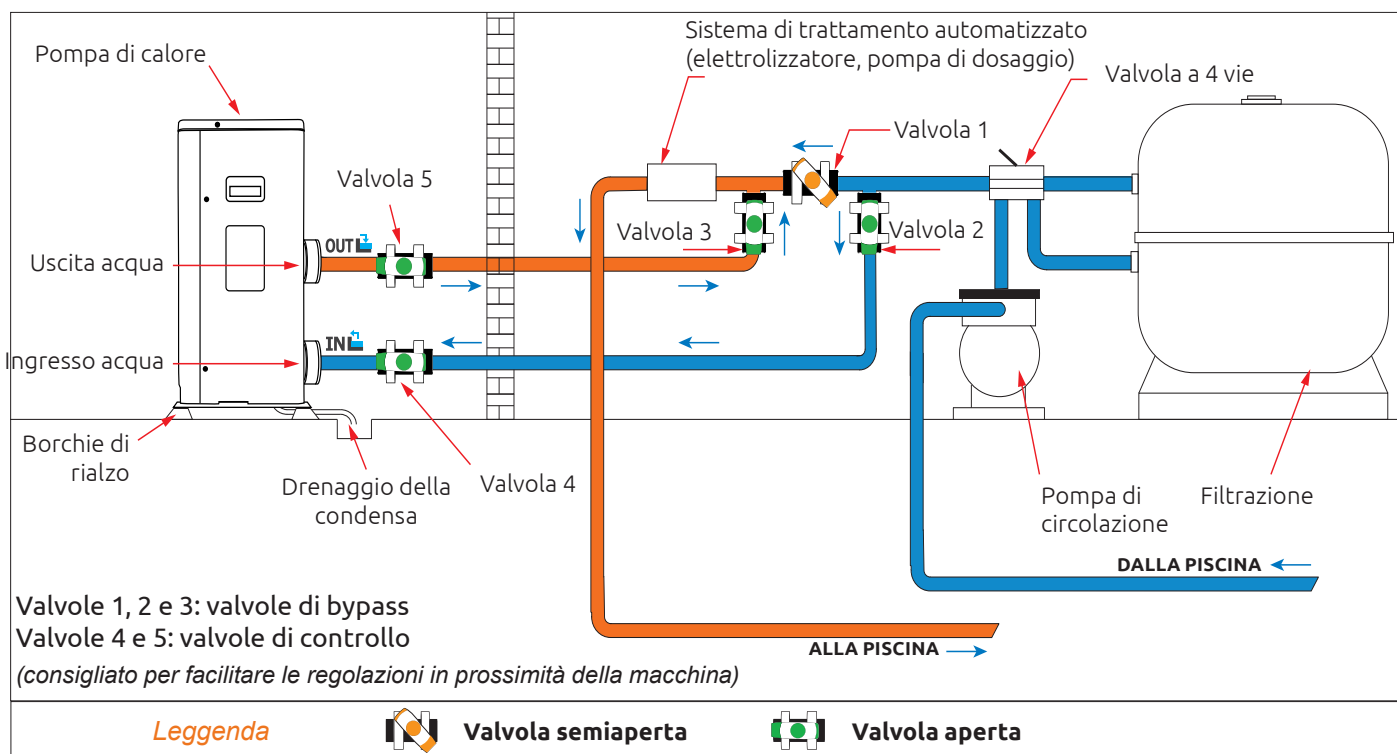 Sistema di trattamento automatizzato
(elettrolizzatore, pompa di dosaggio)
Pompa di calore
Valvola a 4 vie
Valvola 1
Valvola 5
Valvola 3
Valvola 2
OUT
Uscita acqua
IN
Ingresso acqua
Borchie di
rialzo
Drenaggio della
condensa
Valvola 4
Pompa di
circolazione
Filtrazione
DALLA PISCINA
ALLA PISCINA
Valvole 1, 2 e 3: valvole di bypass
Valvole 4 e 5: valvole di controllo
(consigliato per facilitare le regolazioni in prossimità della macchina)
Leggenda
Valvola semiaperta
Valvola aperta